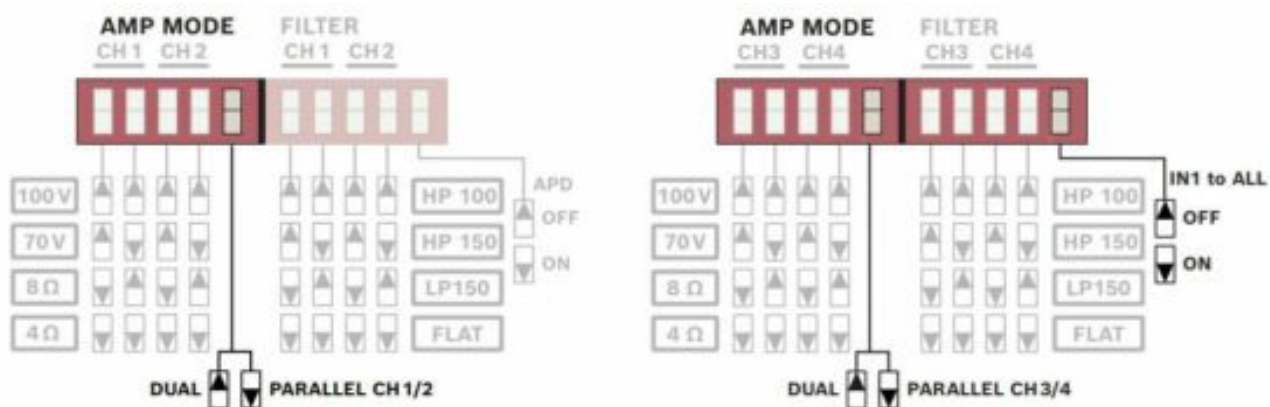 AMP MODE FILTER
CH 1 CH 2 CH 1 CH 2
100 V HP 100 APD
OFF
70 V HP 150
ON
8 Ω LP150
4 Ω FLAT
DUAL PARALLEL CH 1/2
AMP MODE FILTER
CH3 CH4 CH3 CH4
IN1 to ALL
100 V HP 100
OFF
70 V HP 150
ON
8 Ω LP150
4 Ω FLAT
DUAL PARALLEL CH 3/4